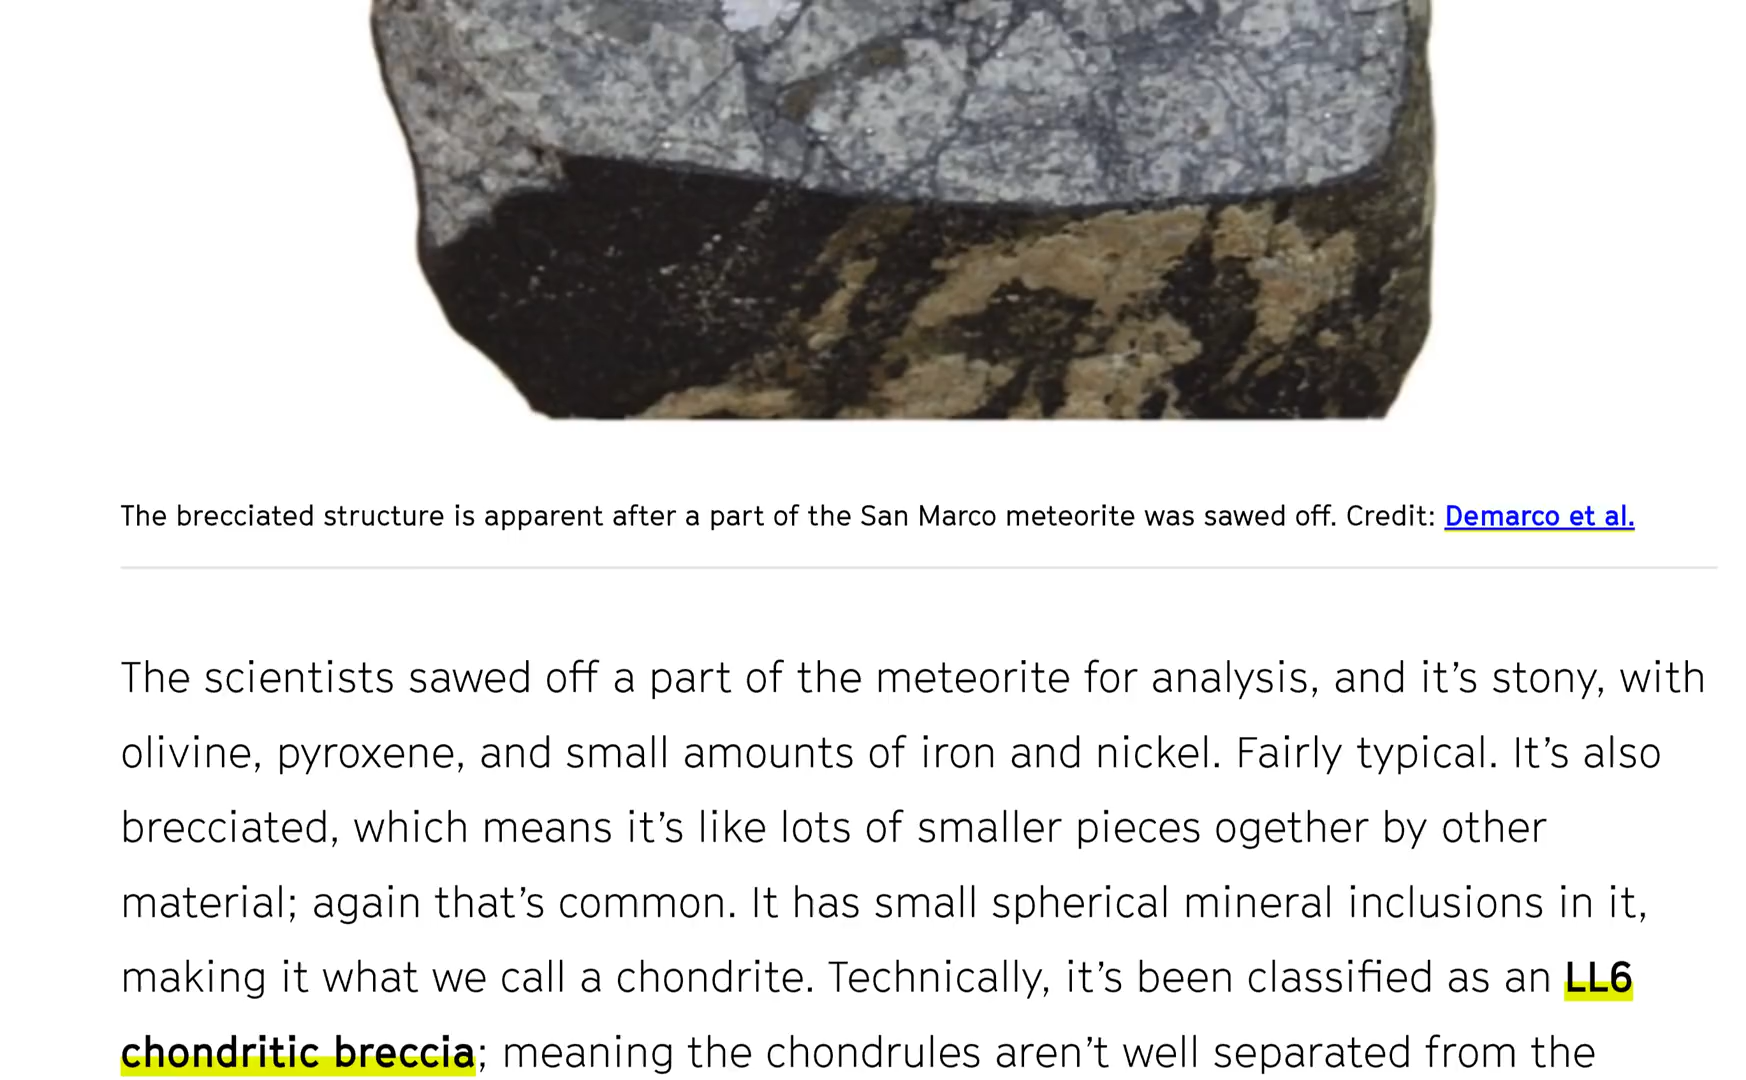 The brecciated structure is apparent after a part of the San Marco meteorite was sawed off. Credit: Demarco et al.
The scientists sawed off a part of the meteorite for analysis, and it’s stony, with
olivine, pyroxene, and small amounts of iron and nickel. Fairly typical. It’s also
brecciated, which means it’s like lots of smaller pieces ogether by other
material; again that’s common. It has small spherical mineral inclusions in it,
making it what we call a chondrite. Technically, it’s been classified as an LL6
chondritic breccia; meaning the chondrules aren’t well separated from the